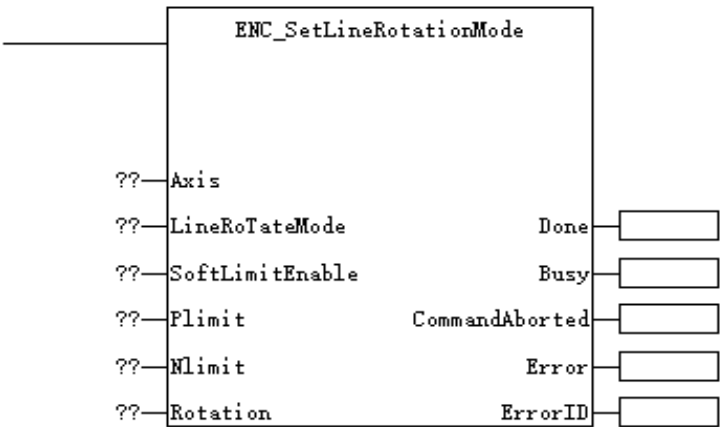 ENC_SetLineRotationMode
?? Axis
?? LineRoTateMode Done
?? SoftLimitEnable Busy
?? Plimit CommandAborted
?? Nlimit Error
?? Rotation ErrorID